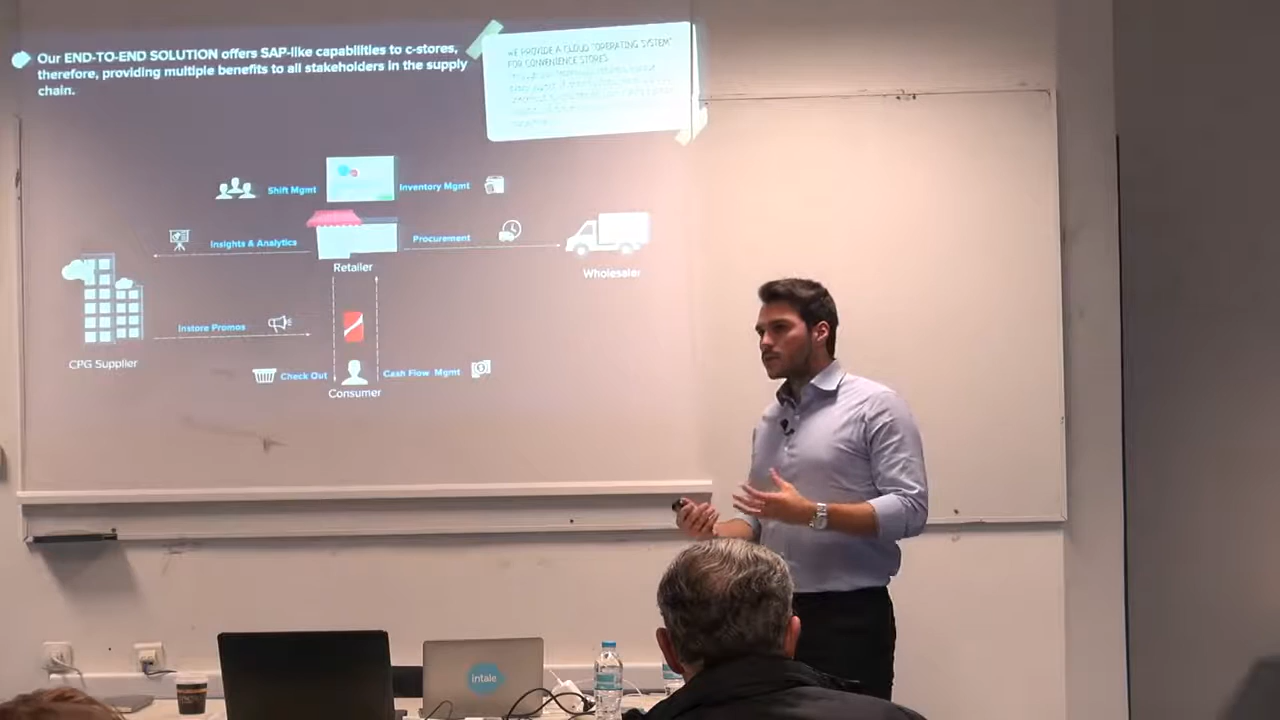 Our END-TO-END SOLUTION offers SAP-like capabilities to c-stores,
therefore, providing multiple benefits to all stakeholders in the supply
chain.
WE PROVIDE A CLOUD "OPERATING SYSTEM"
FOR CONVENIENCE STORES
Shift Mgmt
Inventory Mgmt
Insights & Analytics
Procurement
Retailer
Wholesaler
Instore Promos
CPG Supplier
Check Out
Cash Flow Mgmt
Consumer
intale